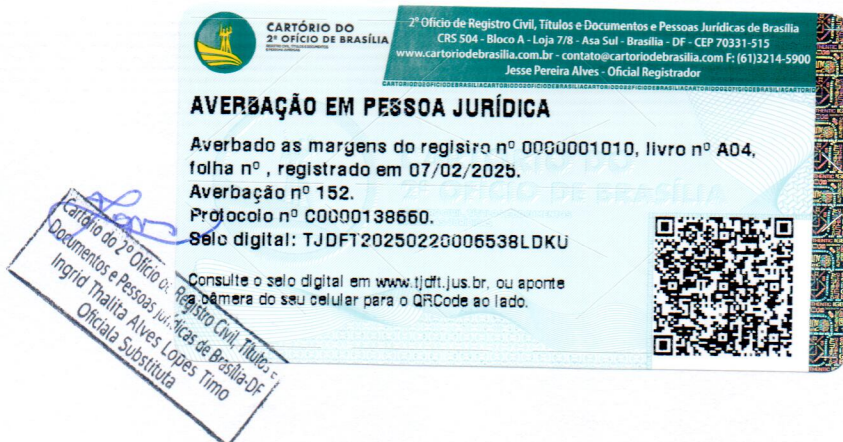 CARTÓRIO DO
2º OFÍCIO DE BRASÍLIA
2º Ofício de Registro Civil, Títulos e Documentos e Pessoas Jurídicas de Brasília
CRS 504 - Bloco A - Loja 7/8 - Asa Sul - Brasília - DF - CEP 70331-515
www.cartoriodebrasilia.com.br - contato@cartoriodebrasilia.com F: (61)3214-5900
Jesse Pereira Alves - Oficial Registrador
AVERBAÇÃO EM PESSOA JURÍDICA
Averbado as margens do registro nº 0000001010, livro nº A04,
folha nº , registrado em 07/02/2025.
Averbação nº 152.
Protocolo nº 00000138660.
Selo digital: TJDFT20250220006538LDKU
Consulte o selo digital em www.tjdft.jus.br, ou aponte
a câmera do seu celular para o QRCode ao lado.
Cartório do 2º Ofício de Registro Civil, Títulos e
Documentos e Pessoas Jurídicas de Brasília-DF
Ingrid Thalita Alves Lopes Timo
Oficiala Substituta